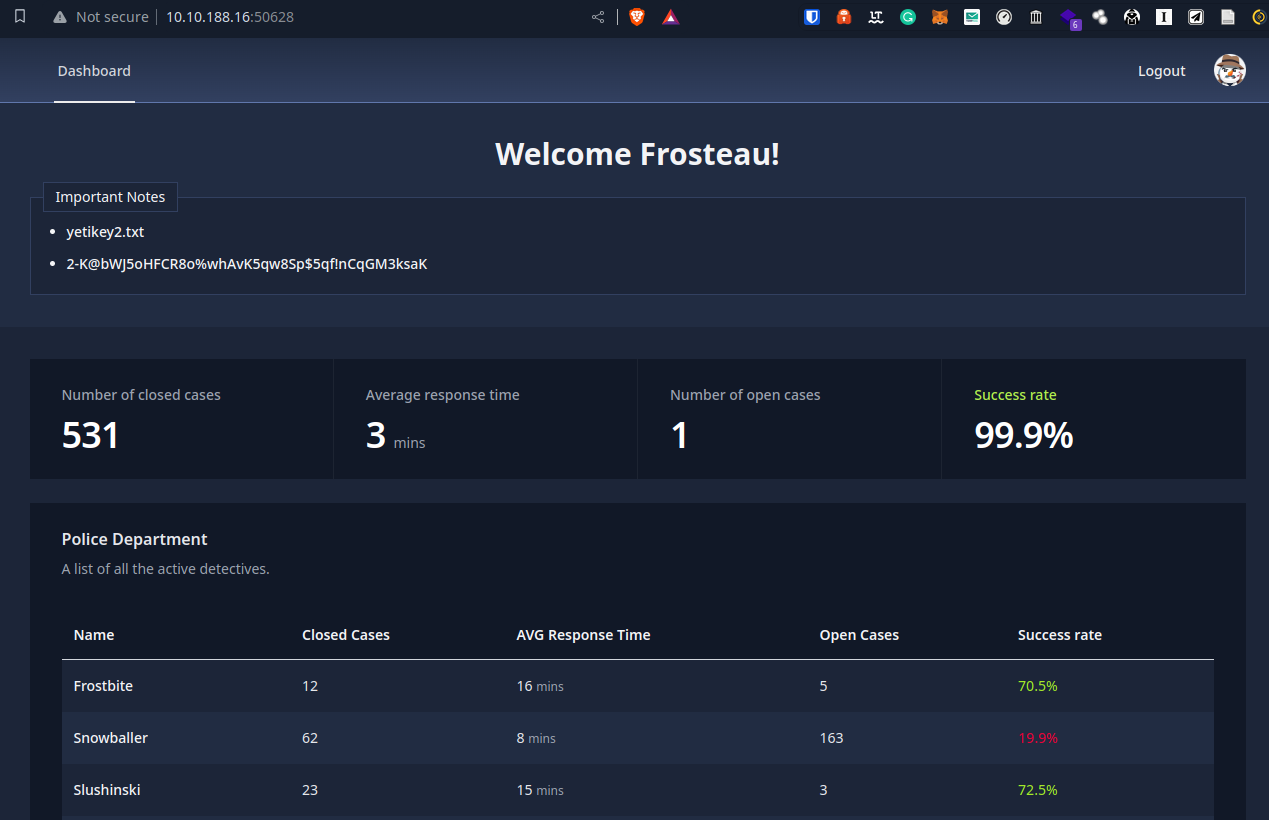 Not secure 10.10.188.16:50628
6
Dashboard Logout
Welcome Frosteau!
Important Notes
yetikey2.txt
2-K@bWJ5oHFCR8o%whAvK5qw8Sp$5qf!nCqGM3ksaK
Number of closed cases Average response time Number of open cases Success rate
531 3 mins 1 99.9%
Police Department
A list of all the active detectives.
Name Closed Cases AVG Response Time Open Cases Success rate
Frostbite 12 16 mins 5 70.5%
Snowballer 62 8 mins 163 19.9%
Slushinski 23 15 mins 3 72.5%